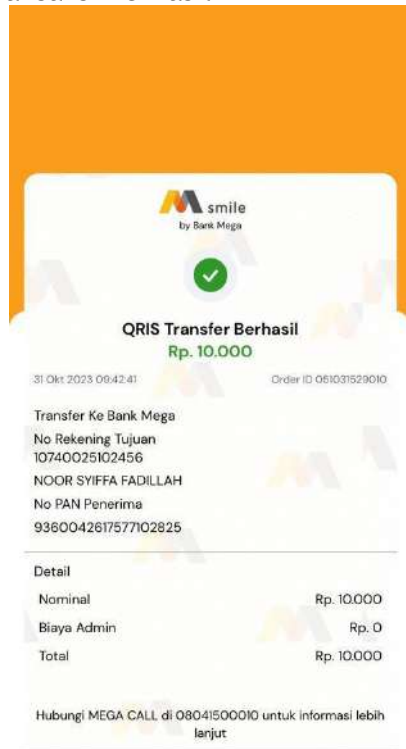 smile
by Bank Mega
QRIS Transfer Berhasil
Rp. 10.000
31 Okt 2023 09:42:41 Order ID 051031529010
Transfer Ke Bank Mega
No Rekening Tujuan
10740025102456
NOOR SYIFFA FADILLAH
No PAN Penerima
9360042617577102825
Detail
Nominal Rp. 10.000
Biaya Admin Rp. 0
Total Rp. 10.000
Hubungi MEGA CALL di 08041500010 untuk informasi lebih
lanjut